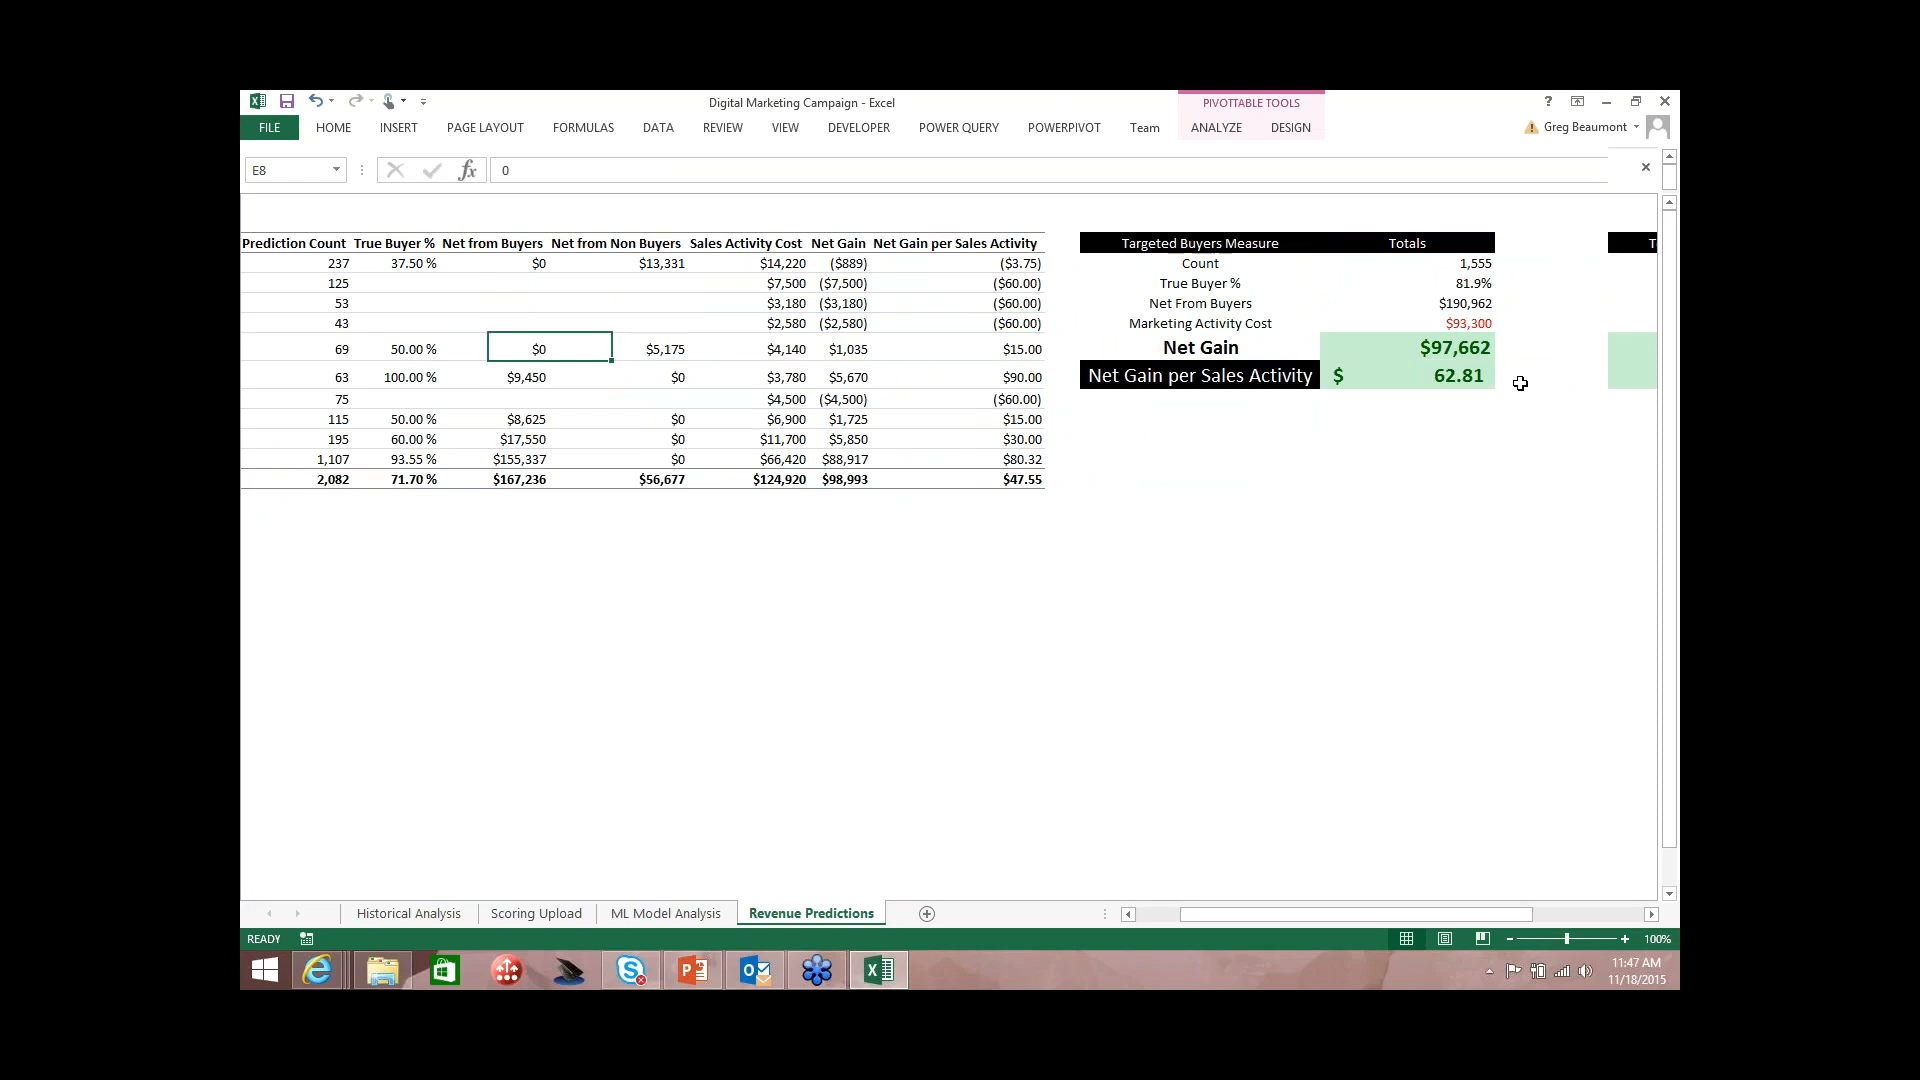 Digital Marketing Campaign - Excel
PIVOTTABLE TOOLS
?
FILE HOME INSERT PAGE LAYOUT FORMULAS DATA REVIEW VIEW DEVELOPER POWER QUERY POWERPIVOT Team ANALYZE DESIGN Greg Beaumont
E8 fx 0
Prediction Count True Buyer % Net from Buyers Net from Non Buyers Sales Activity Cost Net Gain Net Gain per Sales Activity
237 37.50 % $0 $13,331 $14,220 ($889) ($3.75)
125 $7,500 ($7,500) ($60.00)
53 $3,180 ($3,180) ($60.00)
43 $2,580 ($2,580) ($60.00)
69 50.00 % $0 $5,175 $4,140 $1,035 $15.00
63 100.00 % $9,450 $0 $3,780 $5,670 $90.00
75 $4,500 ($4,500) ($60.00)
115 50.00 % $8,625 $0 $6,900 $1,725 $15.00
195 60.00 % $17,550 $0 $11,700 $5,850 $30.00
1,107 93.55 % $155,337 $0 $66,420 $88,917 $80.32
2,082 71.70 % $167,236 $56,677 $124,920 $98,993 $47.55
Targeted Buyers Measure Totals
Count 1,555
True Buyer % 81.9%
Net From Buyers $190,962
Marketing Activity Cost $93,300
Net Gain $97,662
Net Gain per Sales Activity $ 62.81
Historical Analysis Scoring Upload ML Model Analysis Revenue Predictions
READY 100%
11:47 AM
11/18/2015